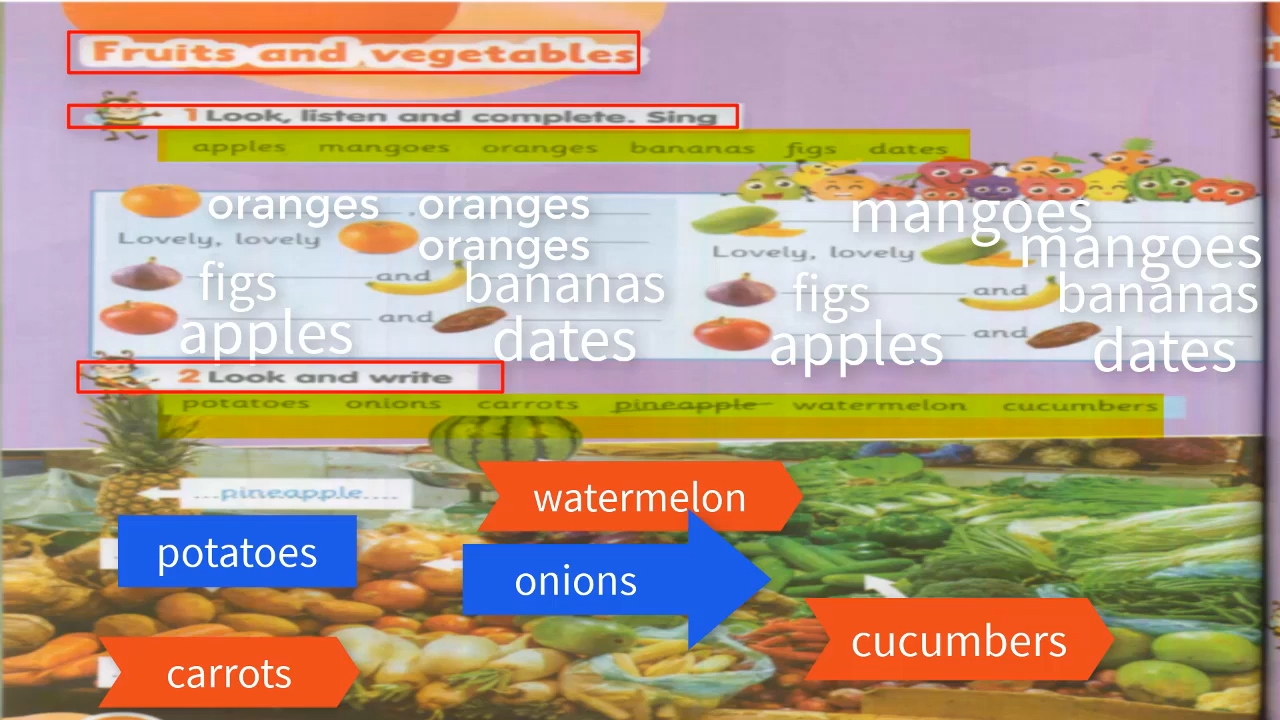 Fruits and vegetables
1 Look, listen and complete. Sing
apples mangoes oranges bananas figs dates
oranges , oranges
Lovely, lovely oranges
figs and bananas
apples and dates
mangoes
Lovely, lovely mangoes
figs and bananas
apples and dates
2 Look and write
potatoes onions carrots pineapple watermelon cucumbers
pineapple
watermelon
potatoes
onions
cucumbers
carrots